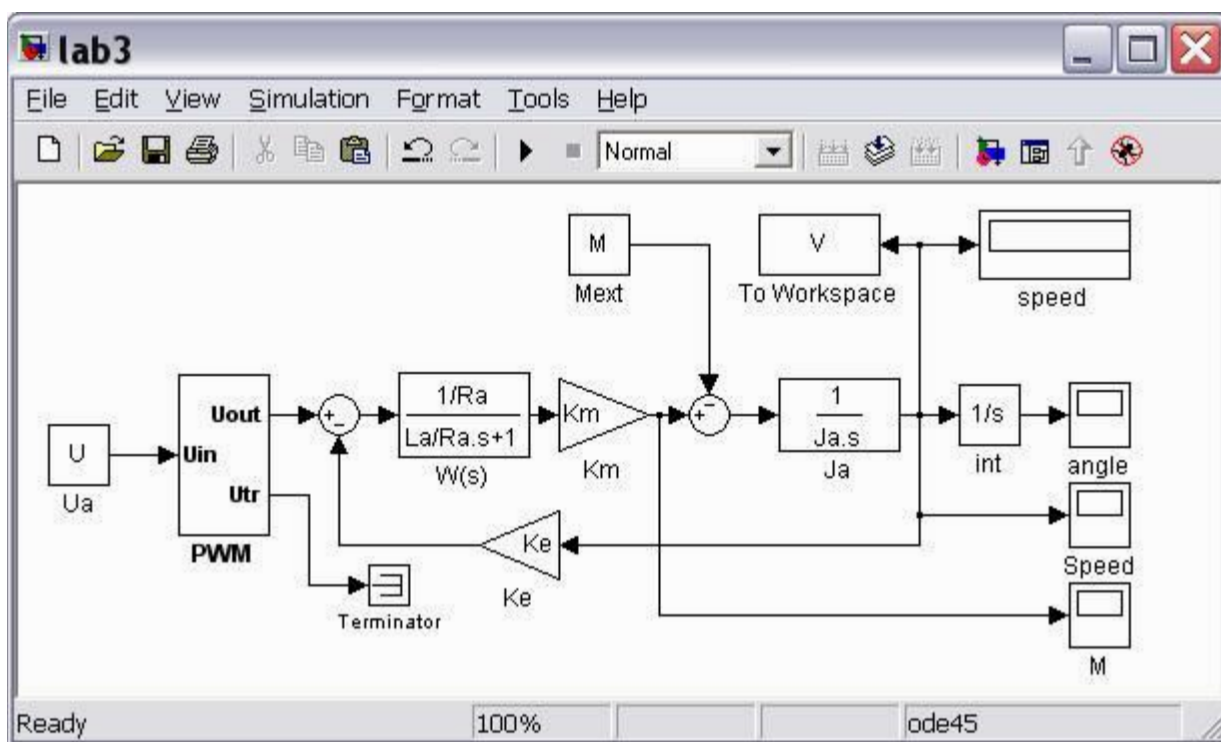 lab3
File Edit View Simulation Format Tools Help
Normal
M
Mext
V
To Workspace
speed
U
Ua
Uout
Uin
Utr
PWM
+
−
1/Ra
La/Ra.s+1
W(s)
Km
Km
+
−
1
Ja.s
Ja
1/s
int
angle
Ke
Ke
Speed
Terminator
M
Ready 100% ode45